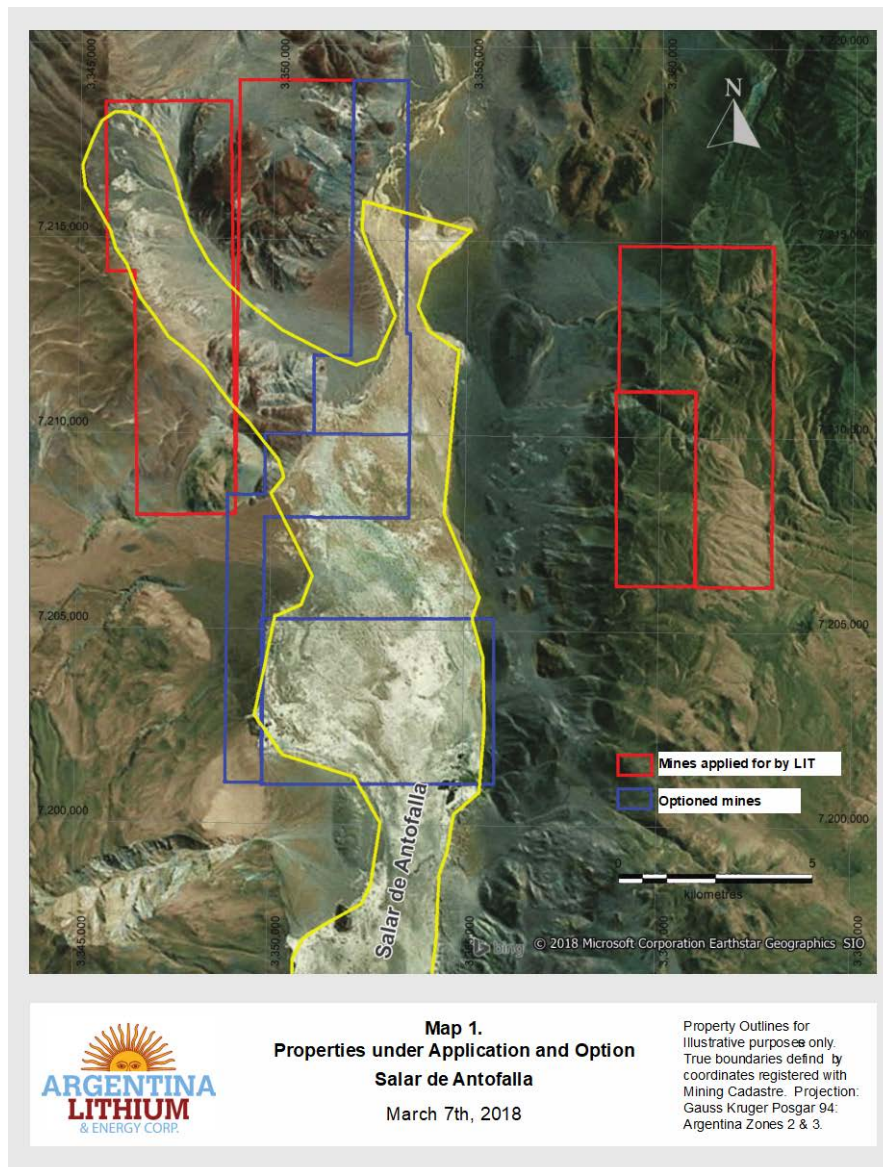 3,345,000
3,350,000
3,355,000
3,360,000
7,220,000
N
7,215,000
7,215,000
7,210,000
7,210,000
7,205,000
7,205,000
Mines applied for by LIT
Optioned mines
7,200,000
7,200,000
0 5
kilometres
Salar de Antofalla
3,345,000
3,350,000
bing
© 2018 Microsoft Corporation Earthstar Geographics SIO
ARGENTINA
LITHIUM
& ENERGY CORP.
Map 1.
Properties under Application and Option
Salar de Antofalla
March 7th, 2018
Property Outlines for
Illustrative purposes only.
True boundaries defind by
coordinates registered with
Mining Cadastre. Projection:
Gauss Kruger Posgar 94:
Argentina Zones 2 & 3.